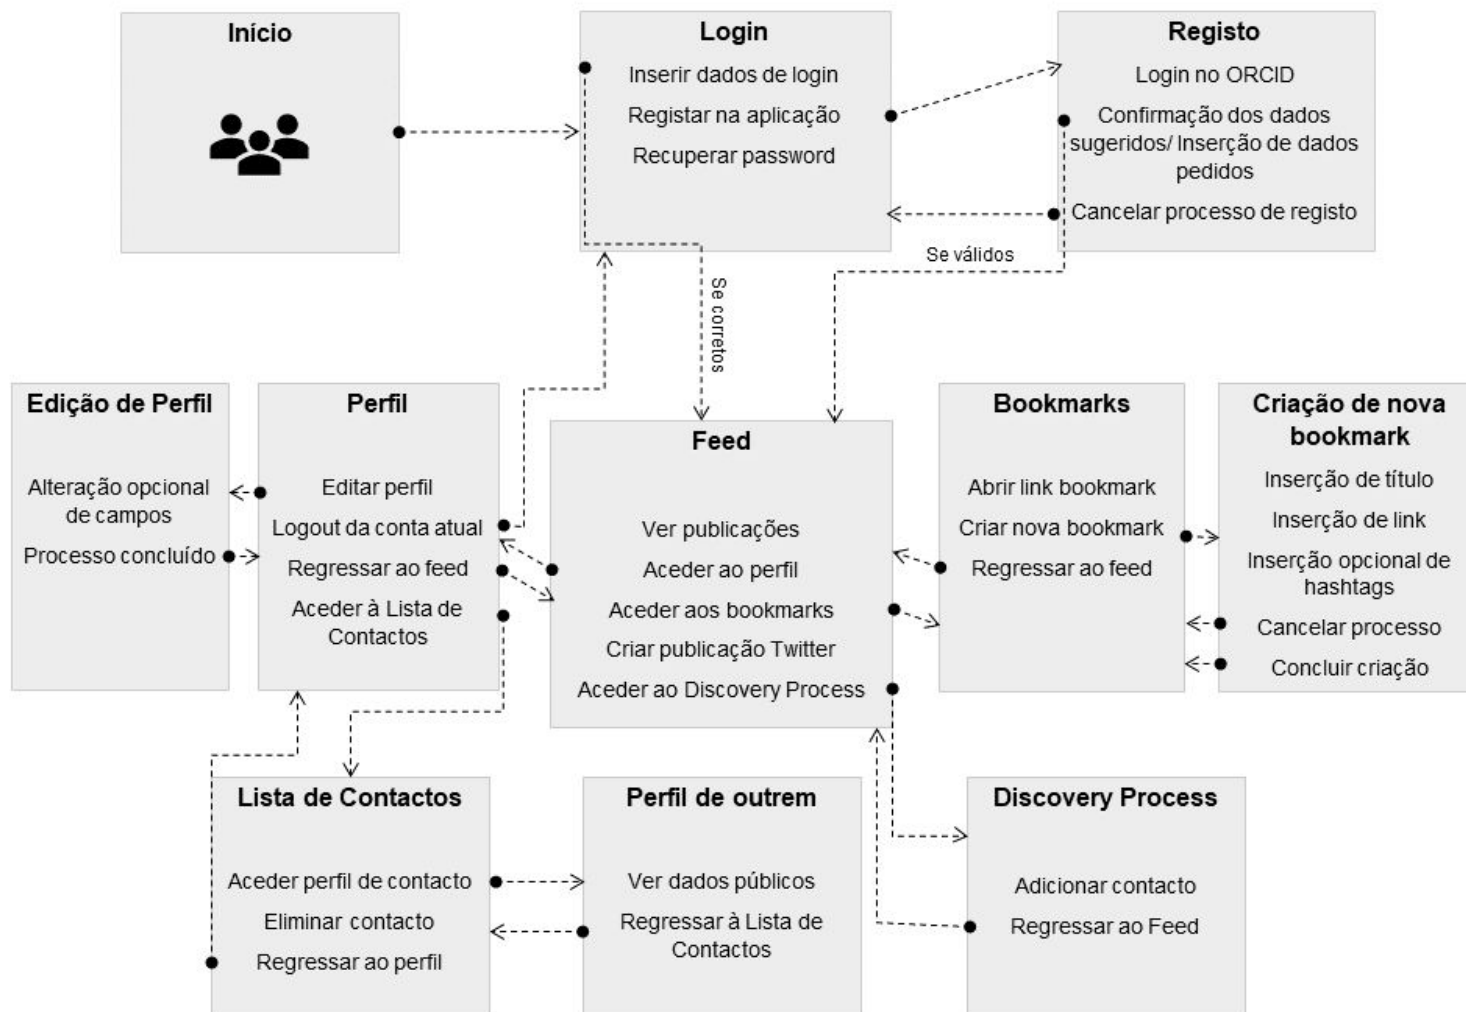 Início
Login
Inserir dados de login
Registar na aplicação
Recuperar password
Registo
Login no ORCID
Confirmação dos dados
sugeridos/ Inserção de dados
pedidos
Cancelar processo de registo
Se válidos
Se corretos
Edição de Perfil
Alteração opcional
de campos
Processo concluído
Perfil
Editar perfil
Logout da conta atual
Regressar ao feed
Aceder à Lista de
Contactos
Feed
Ver publicações
Aceder ao perfil
Aceder aos bookmarks
Criar publicação Twitter
Aceder ao Discovery Process
Bookmarks
Abrir link bookmark
Criar nova bookmark
Regressar ao feed
Criação de nova
bookmark
Inserção de título
Inserção de link
Inserção opcional de
hashtags
Cancelar processo
Concluir criação
Lista de Contactos
Aceder perfil de contacto
Eliminar contacto
Regressar ao perfil
Perfil de outrem
Ver dados públicos
Regressar à Lista de
Contactos
Discovery Process
Adicionar contacto
Regressar ao Feed